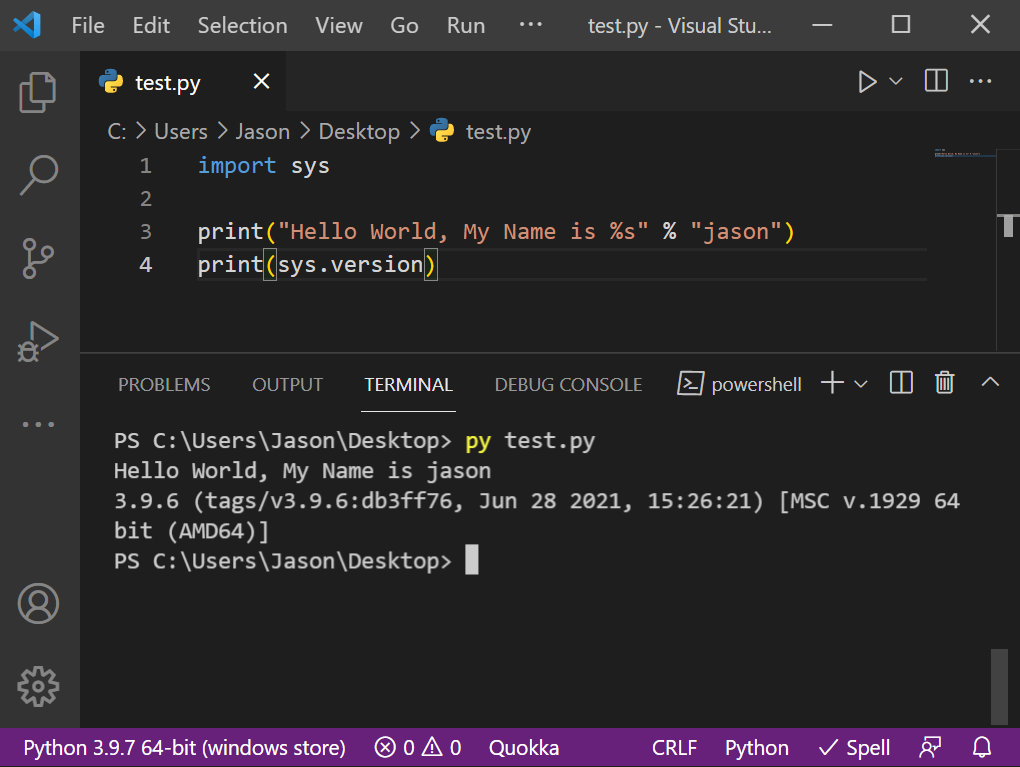 File Edit Selection View Go Run ··· test.py - Visual Stu...
test.py
C: > Users > Jason > Desktop > test.py
1 import sys
2
3 print("Hello World, My Name is %s" % "jason")
4 print(sys.version)
PROBLEMS OUTPUT TERMINAL DEBUG CONSOLE powershell
PS C:\Users\Jason\Desktop> py test.py
Hello World, My Name is jason
3.9.6 (tags/v3.9.6:db3ff76, Jun 28 2021, 15:26:21) [MSC v.1929 64
bit (AMD64)]
PS C:\Users\Jason\Desktop>
Python 3.9.7 64-bit (windows store) 0 0 Quokka CRLF Python Spell